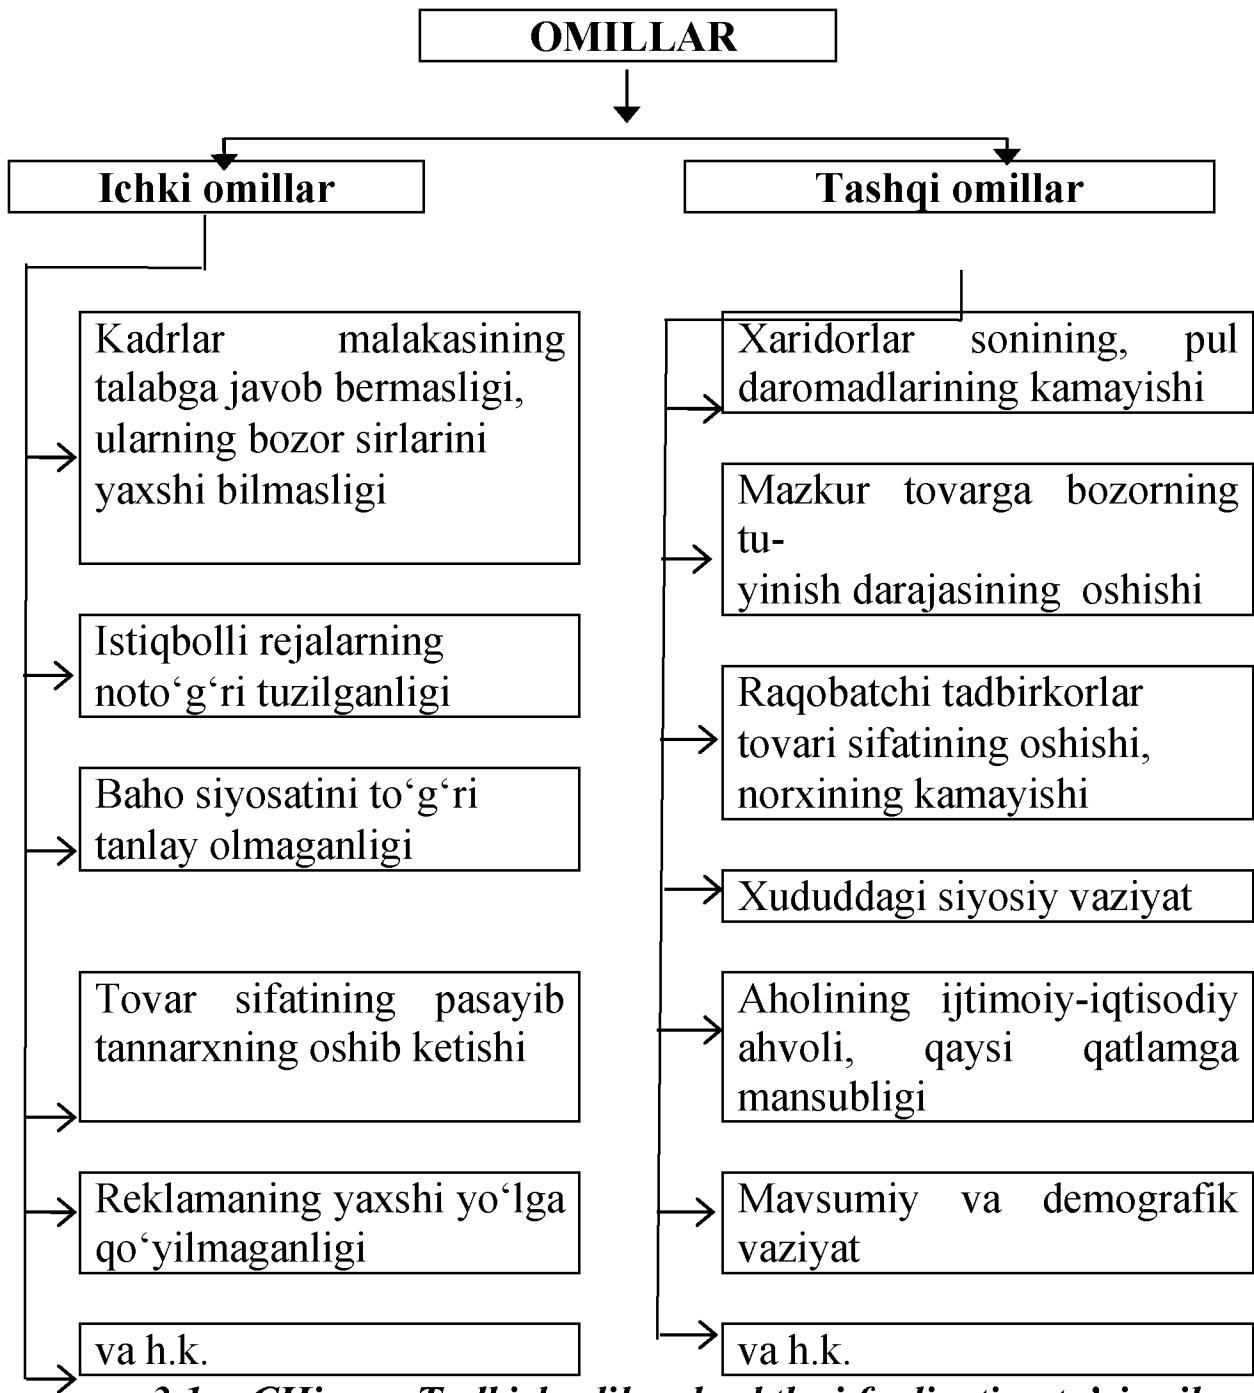 OMILLAR
Ichki omillar
Tashqi omillar
Kadrlar malakasining
talabga javob bermasligi,
ularning bozor sirlarini
yaxshi bilmasligi
Istiqbolli rejalarning
noto‘g‘ri tuzilganligi
Baho siyosatini to‘g‘ri
tanlay olmaganligi
Tovar sifatining pasayib
tannarxning oshib ketishi
Reklamaning yaxshi yo‘lga
qo‘yilmaganligi
va h.k.
Xaridorlar sonining, pul
daromadlarining kamayishi
Mazkur tovarga bozorning
tu-
yinish darajasining oshishi
Raqobatchi tadbirkorlar
tovari sifatining oshishi,
norxining kamayishi
Xududdagi siyosiy vaziyat
Aholining ijtimoiy-iqtisodiy
ahvoli, qaysi qatlamga
mansubligi
Mavsumiy va demografik
vaziyat
va h.k.